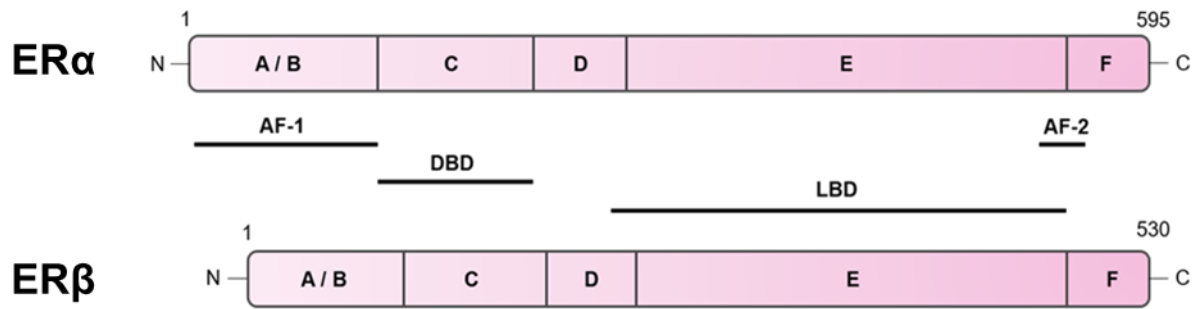 1 595
ERα N A / B C D E F C
AF-1 AF-2
DBD
LBD
1 530
ERβ N A / B C D E F C